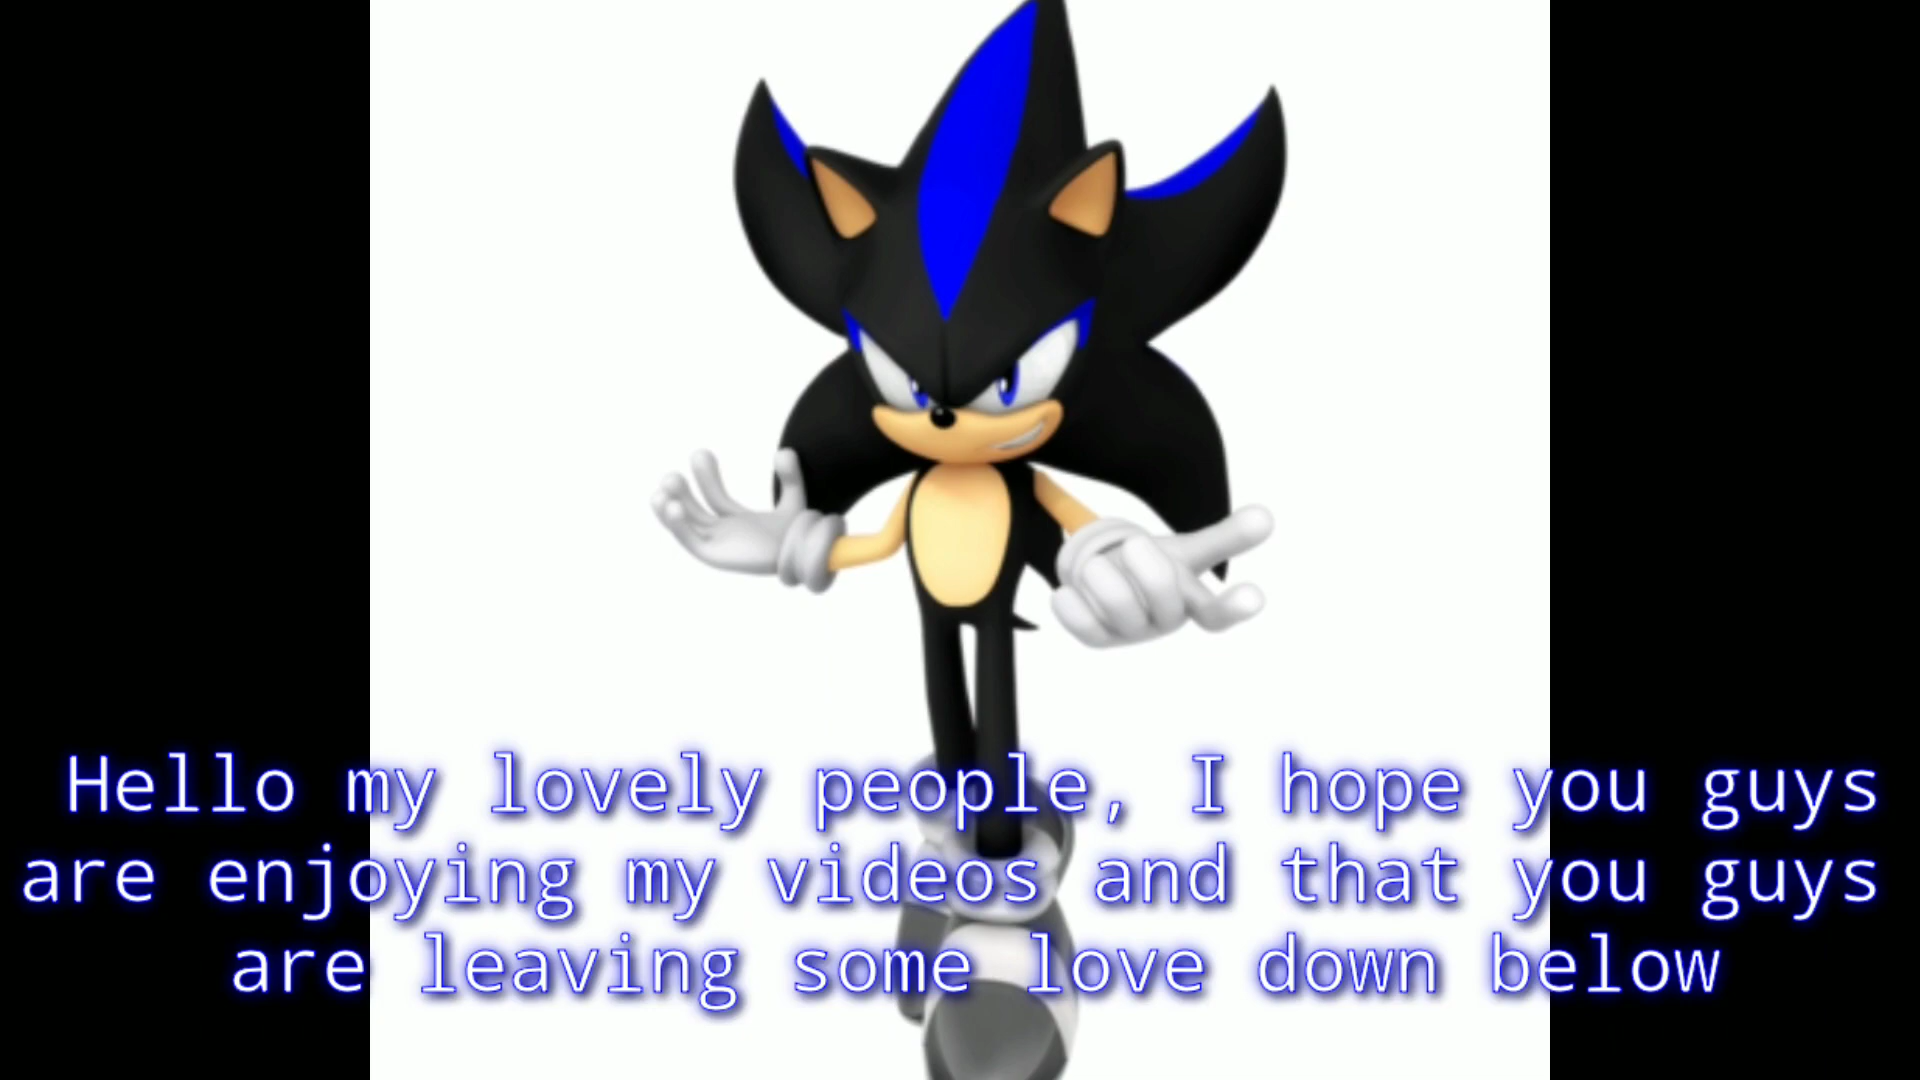 Hello my lovely people, I hope you guys
are enjoying my videos and that you guys
are leaving some love down below